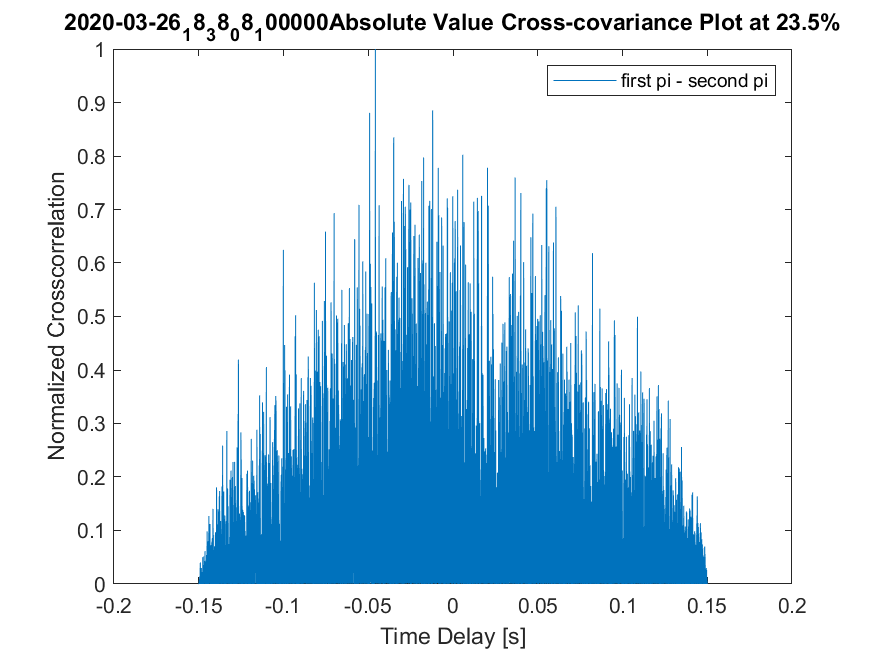 2020-03-26₁8₃8₀8₁00000Absolute Value Cross-covariance Plot at 23.5%
first pi - second pi
Normalized Crosscorrelation
1
0.9
0.8
0.7
0.6
0.5
0.4
0.3
0.2
0.1
0
-0.2 -0.15 -0.1 -0.05 0 0.05 0.1 0.15 0.2
Time Delay [s]